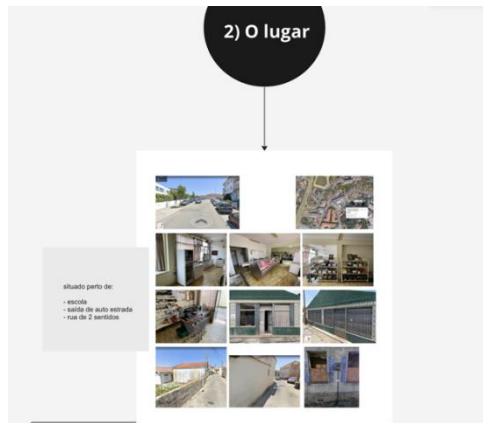 2) O lugar
situado perto de:
- escola
- saída de auto estrada
- rua de 2 sentidos